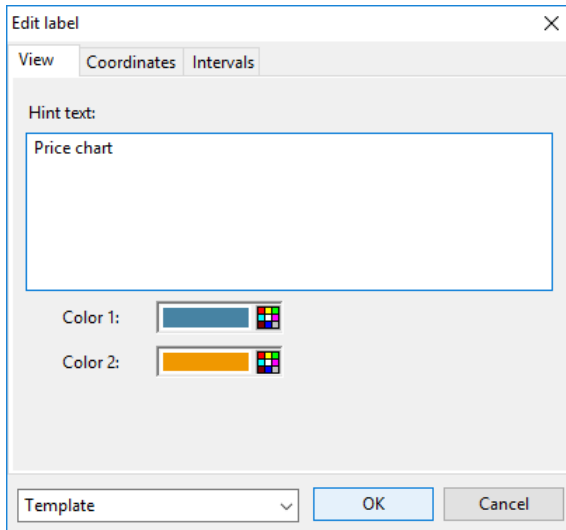 Edit label
View Coordinates Intervals
Hint text:
Price chart
Color 1:
Color 2:
Template OK Cancel